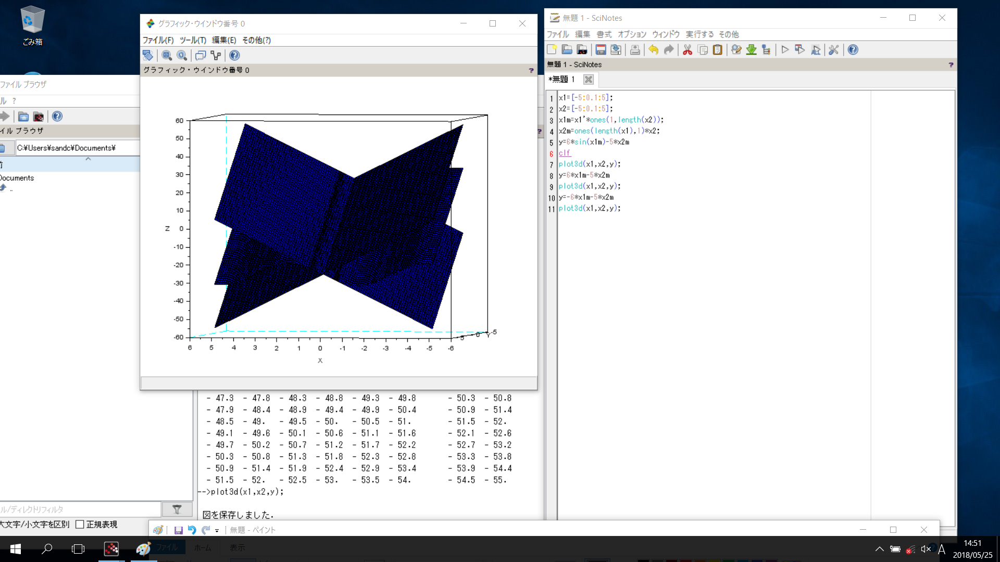 ごみ箱
グラフィック・ウインドウ番号 0
ファイル(F) ツール(T) 編集(E) その他(?)
グラフィック・ウインドウ番号 0
?
60
50
40
30
20
10
0
-10
-20
-30
-40
-50
-60
Z
6 5 4 3 2 1 0 -1 -2 -3 -4 -5 -6
X
5 0 -5
Y
無題 1 - SciNotes
ファイル 編集 書式 オプション ウィンドウ 実行する その他
無題 1 - SciNotes
?
*無題 1
1 x1=[-5:0.1:5];
2 x2=[-5:0.1:5];
3 x1m=x1'*ones(1,length(x2));
4 x2m=ones(length(x1),1)*x2;
5 y=6*sin(x1m)-5*x2m
6 clf
7 plot3d(x1,x2,y);
8 y=6*x1m-5*x2m
9 plot3d(x1,x2,y);
10 y=-6*x1m-5*x2m
11 plot3d(x1,x2,y);
ファイル ブラウザ
ル ?
イル ブラウザ
?
C:¥Users¥sandc¥Documents¥
前
Documents
..
- 47.3 - 47.8 - 48.3 - 48.8 - 49.3 - 49.8 - 50.3 - 50.8
- 47.9 - 48.4 - 48.9 - 49.4 - 49.9 - 50.4 - 50.9 - 51.4
- 48.5 - 49. - 49.5 - 50. - 50.5 - 51. - 51.5 - 52.
- 49.1 - 49.6 - 50.1 - 50.6 - 51.1 - 51.6 - 52.1 - 52.6
- 49.7 - 50.2 - 50.7 - 51.2 - 51.7 - 52.2 - 52.7 - 53.2
- 50.3 - 50.8 - 51.3 - 51.8 - 52.3 - 52.8 - 53.3 - 53.8
- 50.9 - 51.4 - 51.9 - 52.4 - 52.9 - 53.4 - 53.9 - 54.4
- 51.5 - 52. - 52.5 - 53. - 53.5 - 54. - 54.5 - 55.
-->plot3d(x1,x2,y);
図を保存しました.
ル/ディレクトリフィルタ
大文字/小文字を区別 正規表現
無題 - ペイント
ファイル ホーム 表示
A
14:51
2018/05/25